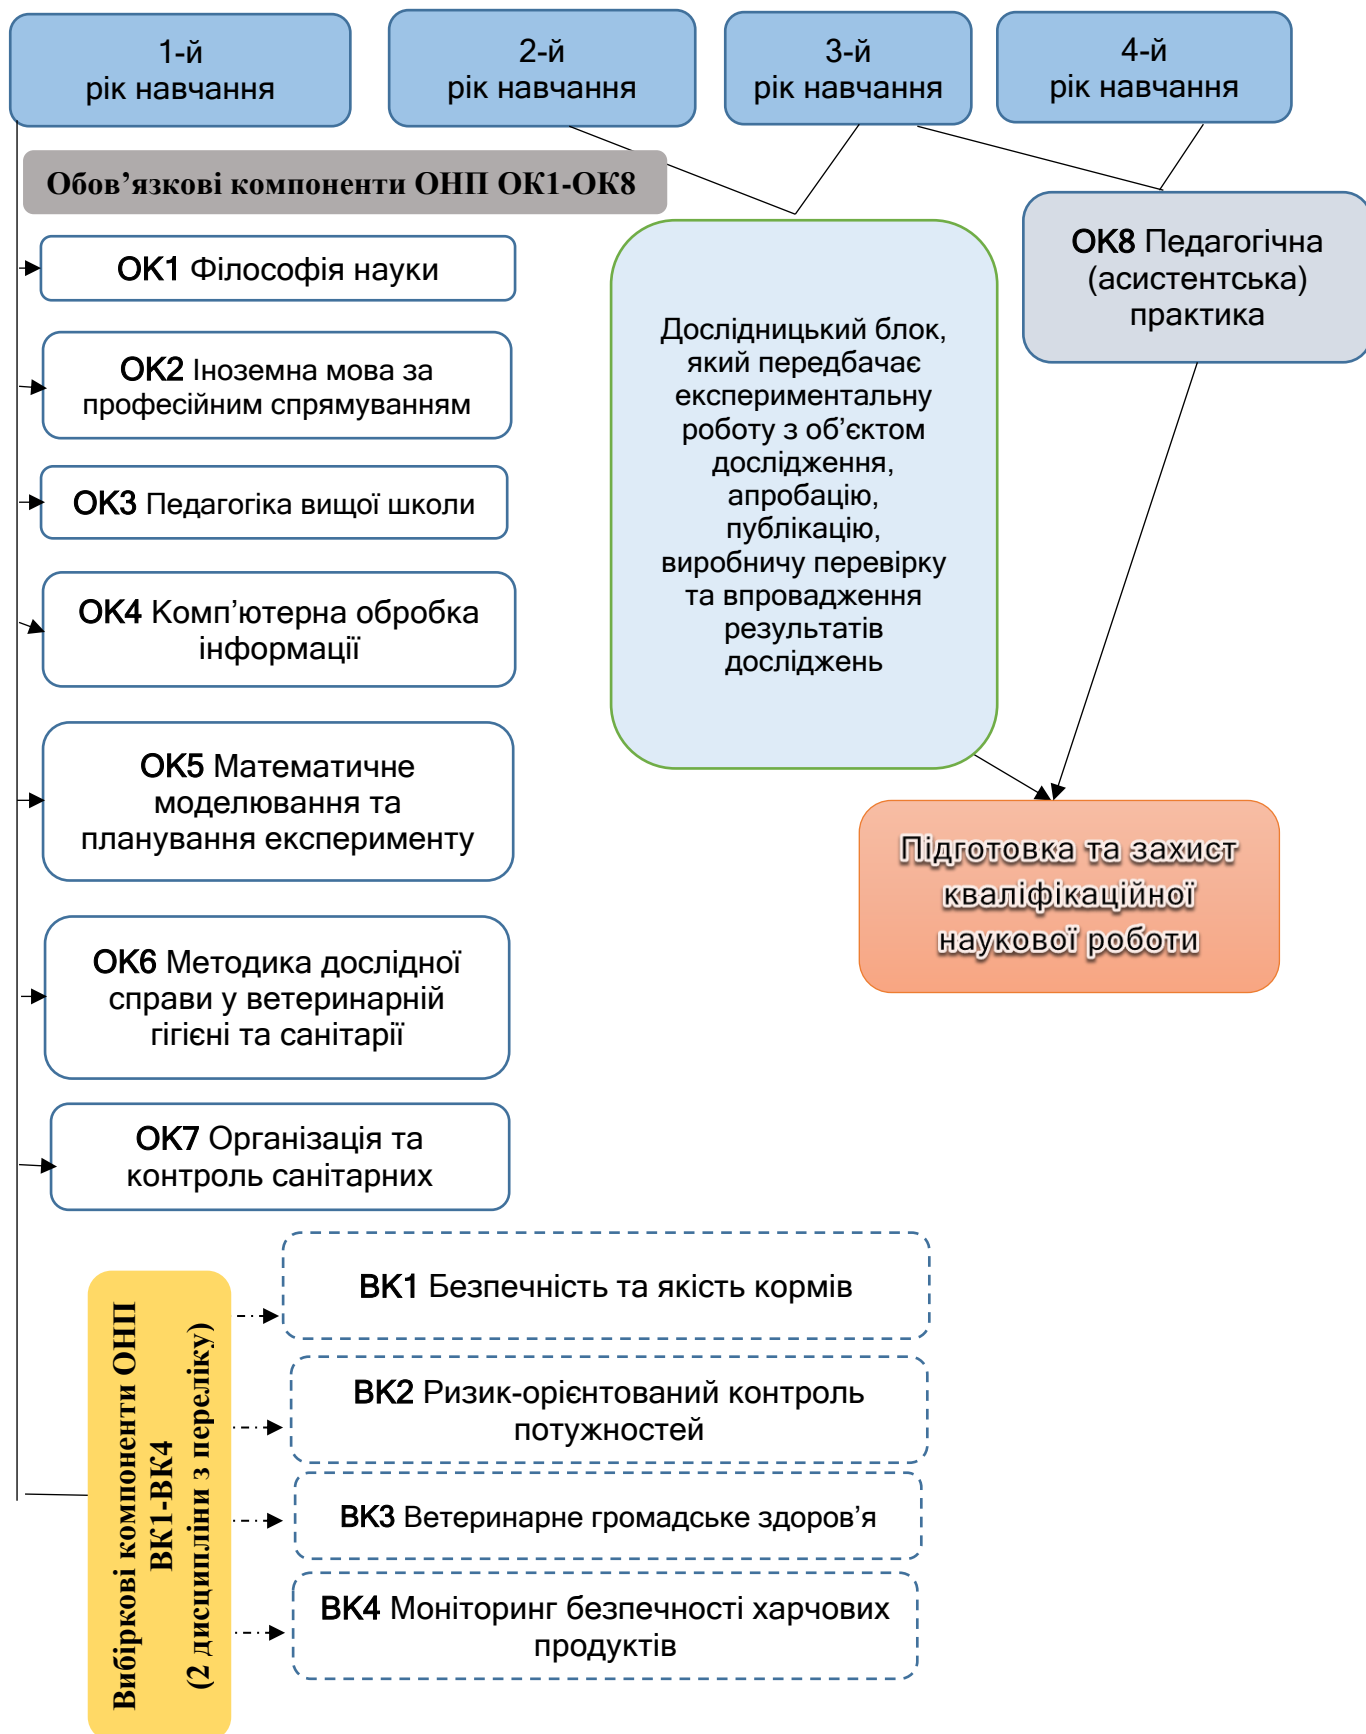 1-й
рік навчання
2-й
рік навчання
3-й
рік навчання
4-й
рік навчання
Обов’язкові компоненти ОНП ОК1-ОК8
ОК1 Філософія науки
ОК2 Іноземна мова за
професійним спрямуванням
ОК3 Педагогіка вищої школи
ОК4 Комп’ютерна обробка
інформації
ОК5 Математичне
моделювання та
планування експерименту
ОК6 Методика дослідної
справи у ветеринарній
гігієні та санітарії
ОК7 Організація та
контроль санітарних
Дослідницький блок,
який передбачає
експериментальну
роботу з об’єктом
дослідження,
апробацію,
публікацію,
виробничу перевірку
та впровадження
результатів
досліджень
ОК8 Педагогічна
(асистентська)
практика
Підготовка та захист
кваліфікаційної
наукової роботи
Вибіркові компоненти ОНП
ВК1-ВК4
(2 дисципліни з переліку)
ВК1 Безпечність та якість кормів
ВК2 Ризик-орієнтований контроль
потужностей
ВК3 Ветеринарне громадське здоров’я
ВК4 Моніторинг безпечності харчових
продуктів